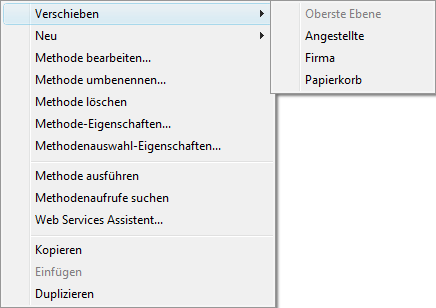 Verschieben
Neu
Methode bearbeiten...
Methode umbenennen...
Methode löschen
Methode-Eigenschaften...
Methodenauswahl-Eigenschaften...
Methode ausführen
Methodenaufrufe suchen
Web Services Assistent...
Kopieren
Einfügen
Duplizieren
Oberste Ebene
Angestellte
Firma
Papierkorb